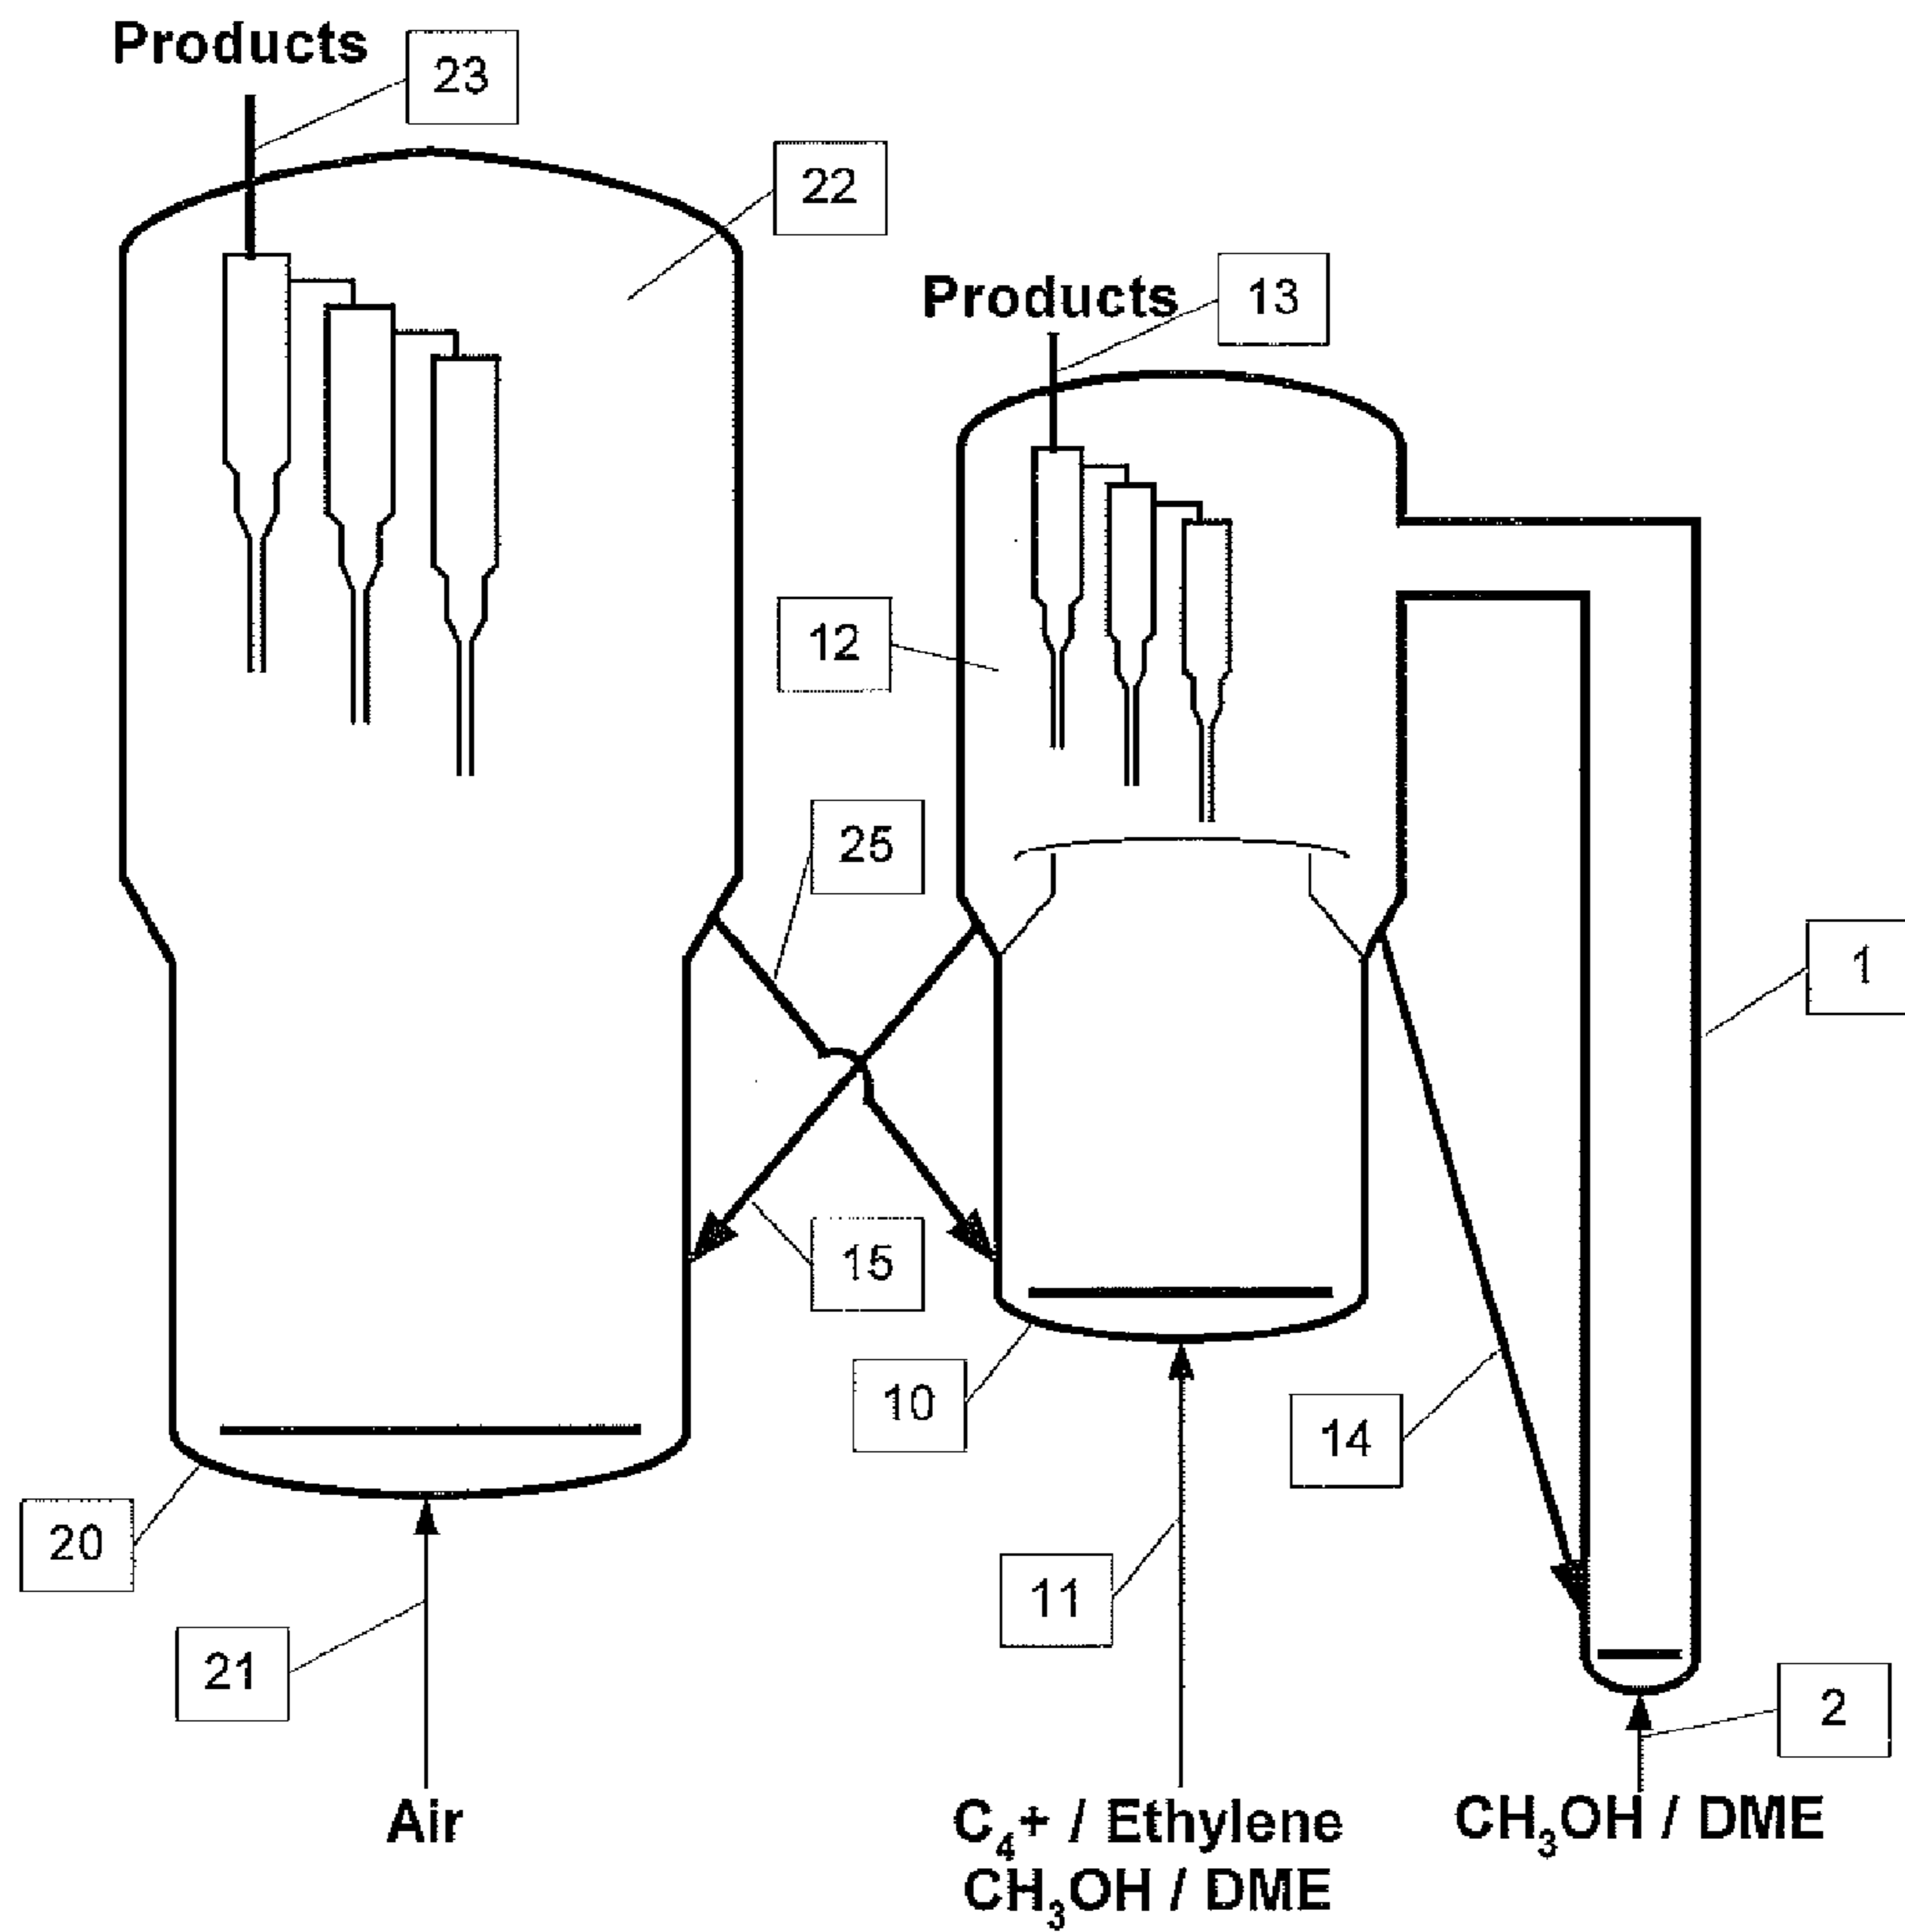 Products
23
22
Products
13
12
25
1
15
10
14
20
11
21
2
Air
C₄+ / Ethylene
CH₃OH / DME
CH₃OH / DME